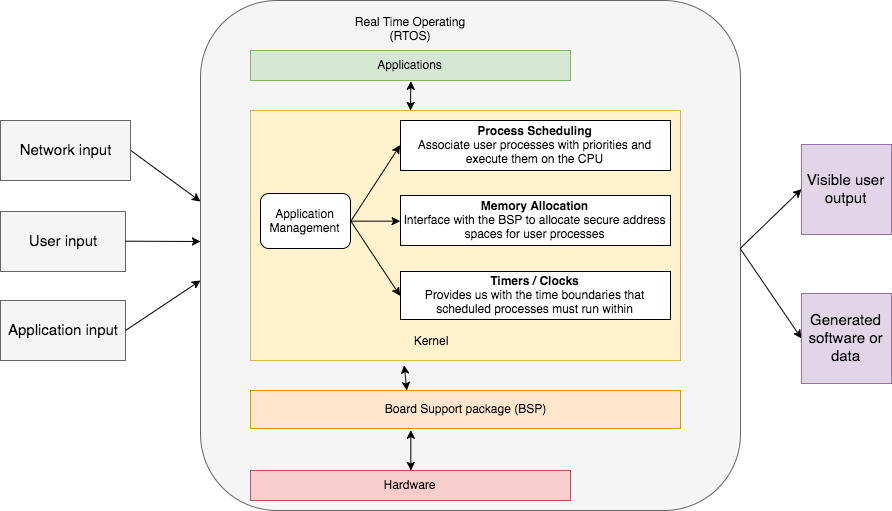 Real Time Operating
(RTOS)
Applications
Network input
User input
Application input
Application
Management
Process Scheduling
Associate user processes with priorities and
execute them on the CPU
Memory Allocation
Interface with the BSP to allocate secure address
spaces for user processes
Timers / Clocks
Provides us with the time boundaries that
scheduled processes must run within
Kernel
Board Support package (BSP)
Hardware
Visible user
output
Generated
software or
data